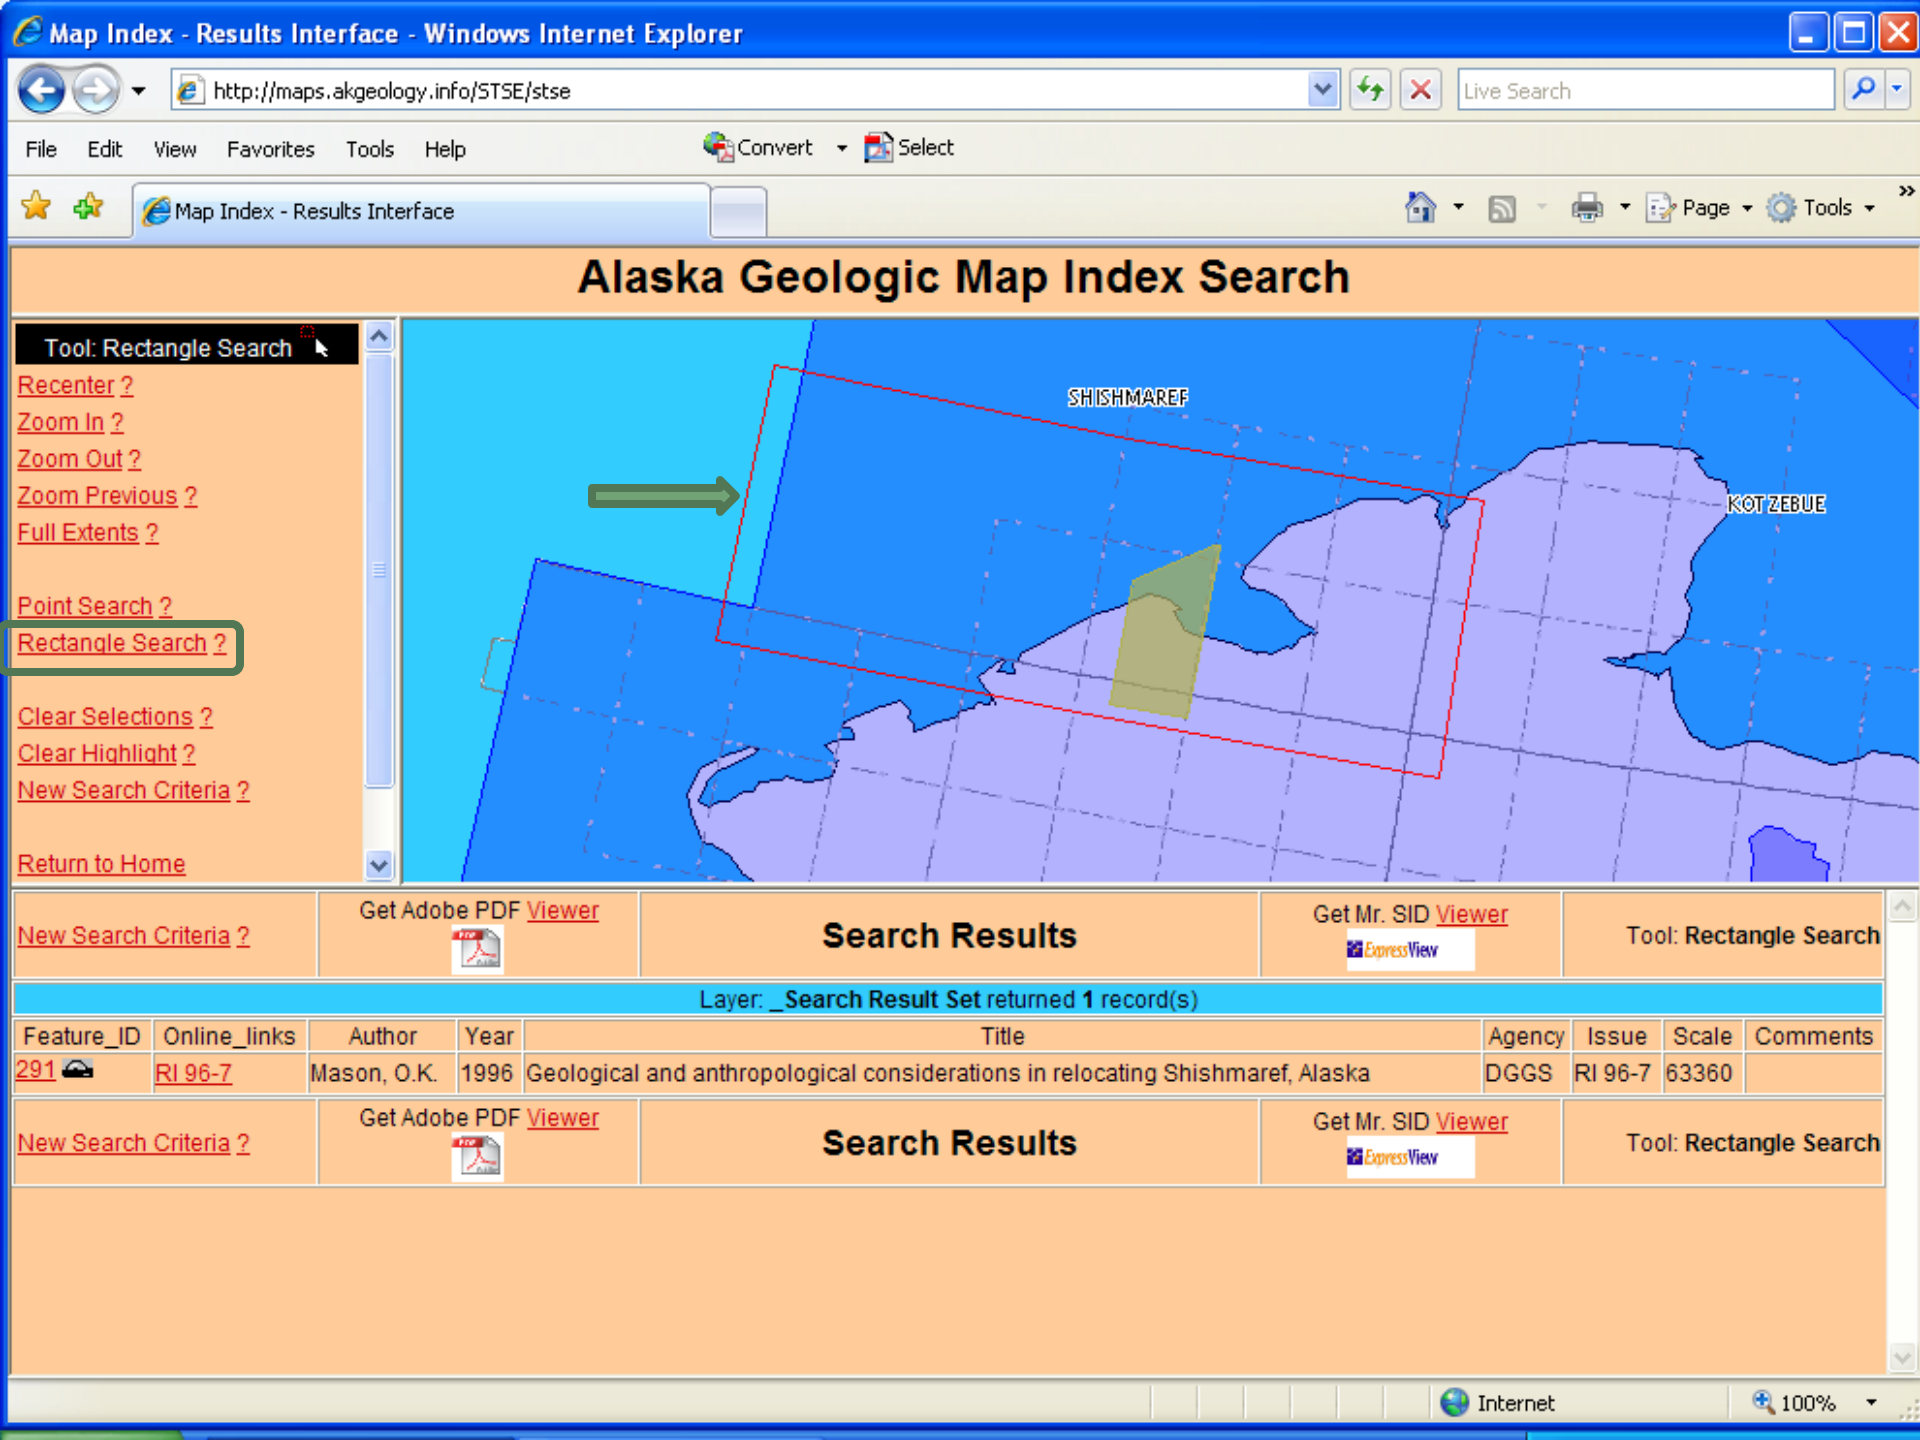 Map Index - Results Interface - Windows Internet Explorer
http://maps.akgeology.info/STSE/stse
Live Search
File Edit View Favorites Tools Help Convert Select
Map Index - Results Interface
Page Tools »
Alaska Geologic Map Index Search
Tool: Rectangle Search
Recenter ?
Zoom In ?
Zoom Out ?
Zoom Previous ?
Full Extents ?
Point Search ?
Rectangle Search ?
Clear Selections ?
Clear Highlight ?
New Search Criteria ?
Return to Home
SHISHMAREF
KOTZEBUE
New Search Criteria ?
Get Adobe PDF Viewer
Search Results
Get Mr. SID Viewer
ExpressView
Tool: Rectangle Search
Layer: _Search Result Set returned 1 record(s)
Feature_ID Online_links Author Year Title Agency Issue Scale Comments
291 RI 96-7 Mason, O.K. 1996 Geological and anthropological considerations in relocating Shishmaref, Alaska DGGS RI 96-7 63360
New Search Criteria ?
Get Adobe PDF Viewer
Search Results
Get Mr. SID Viewer
ExpressView
Tool: Rectangle Search
Internet 100%